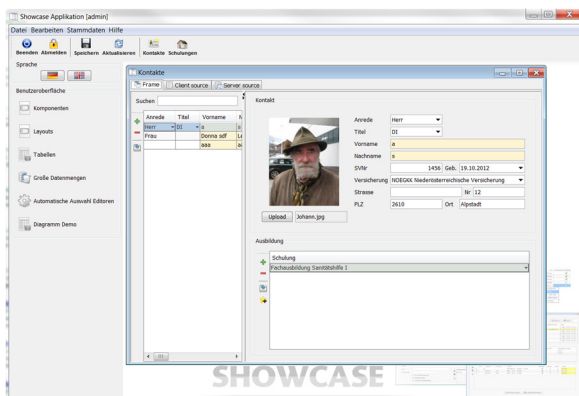 Showcase Applikation [admin]
Datei Bearbeiten Stammdaten Hilfe
Beenden Abmelden Speichern Aktualisieren Kontakte Schulungen
Sprache
Benutzeroberfläche
Komponenten
Layouts
Tabellen
Große Datenmengen
Automatische Auswahl Editoren
Diagramm Demo
Kontakte
Frame Client source Server source
Suchen
Anrede Titel Vorname N
Herr DI a s
Frau Donna sdf
aaa
Kontakt
Upload Johann.jpg
Anrede Herr
Titel DI
Vorname a
Nachname s
SVNr 1456 Geb. 19.10.2012
Versicherung NOEGKK Niederösterreichische Versicherung
Strasse Nr 12
PLZ 2610 Ort Alpstadt
Ausbildung
Schulung
Fachausbildung Sanitätshilfe I
SHOWCASE